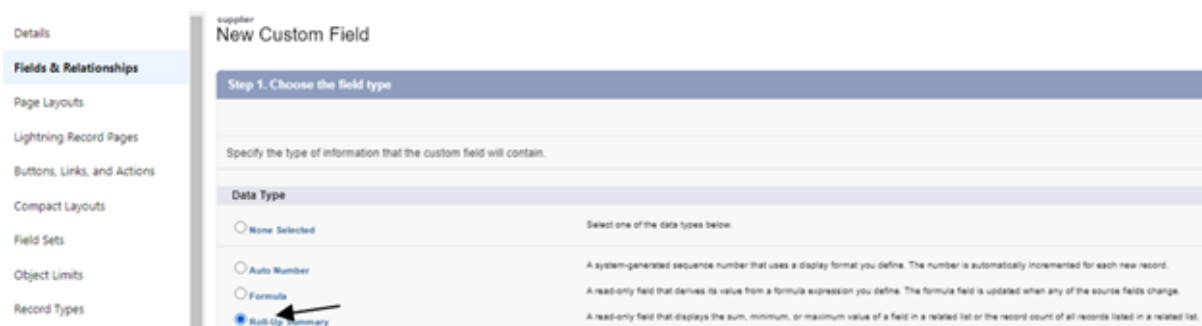 Details
Fields & Relationships
Page Layouts
Lightning Record Pages
Buttons, Links, and Actions
Compact Layouts
Field Sets
Object Limits
Record Types
supplier
New Custom Field
Step 1. Choose the field type
Specify the type of information that the custom field will contain.
Data Type
None Selected Select one of the data types below.
Auto Number A system-generated sequence number that uses a display format you define. The number is automatically incremented for each new record.
Formula A read-only field that derives its value from a formula expression you define. The formula field is updated when any of the source fields change.
Roll-Up Summary A read-only field that displays the sum, minimum, or maximum value of a field in a related list or the record count of all records listed in a related list.